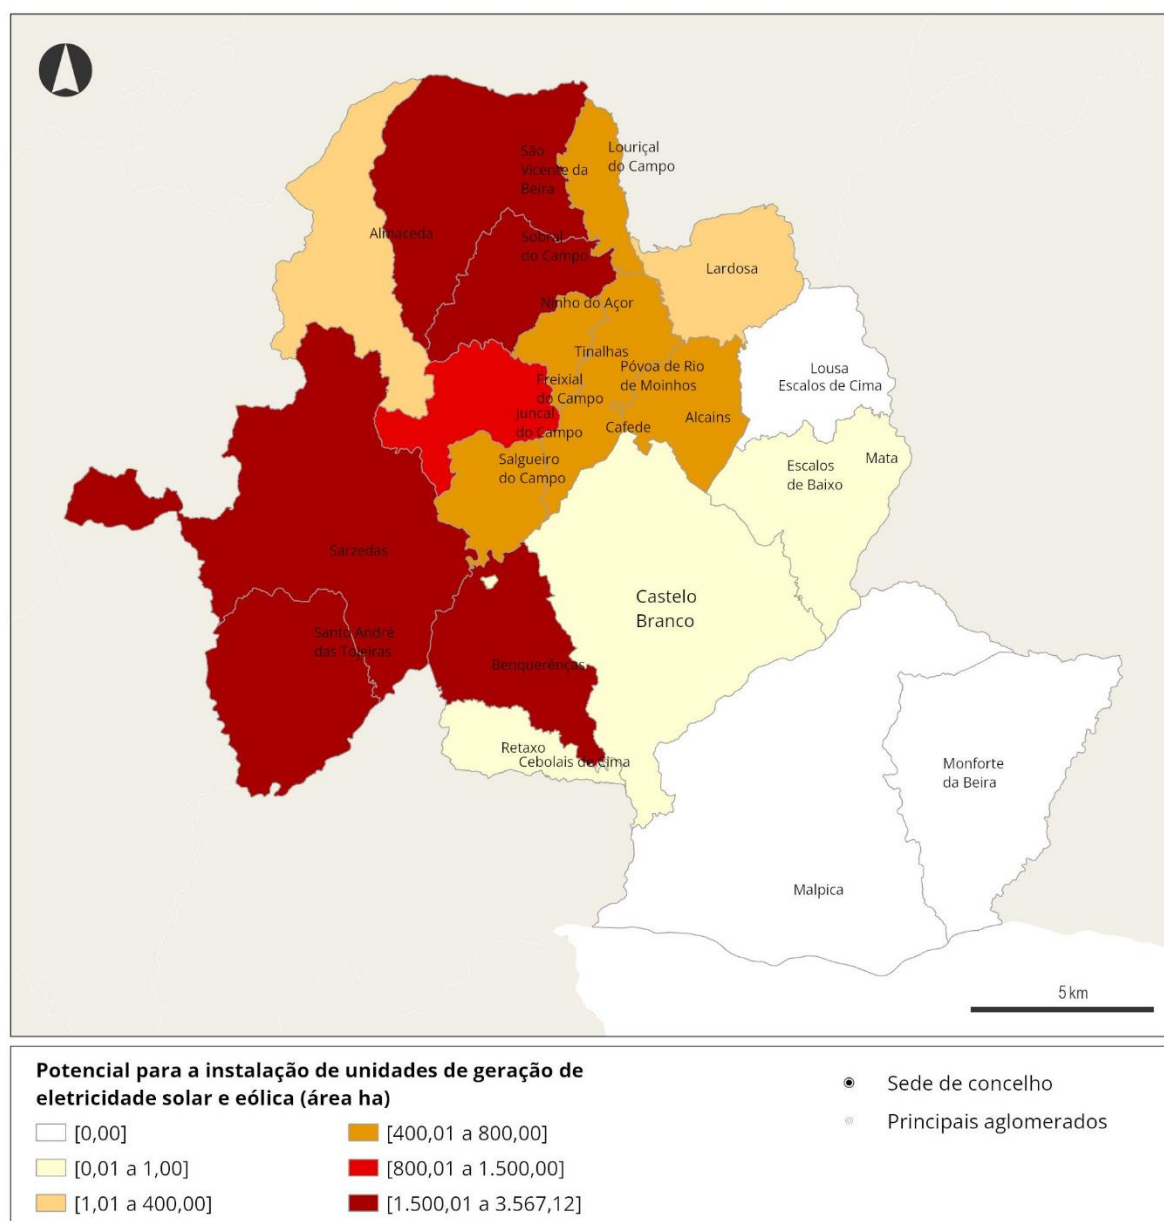 São
Vicente da
Beira
Louriçal
do Campo
Almaceda
Sobral
do Campo
Lardosa
Ninho do Açor
Tinalhas
Póvoa de Rio
de Moinhos
Lousa
Escalos de Cima
Freixial
do Campo
Juncal
do Campo
Cafede
Alcains
Salgueiro
do Campo
Escalos
de Baixo
Mata
Sarzedas
Castelo
Branco
Santo André
das Tojeiras
Benquerênças
Retaxo
Cebolais de Cima
Monforte
da Beira
Malpica
5 km
Potencial para a instalação de unidades de geração de
eletricidade solar e eólica (área ha)
[0,00]
[0,01 a 1,00]
[1,01 a 400,00]
[400,01 a 800,00]
[800,01 a 1.500,00]
[1.500,01 a 3.567,12]
Sede de concelho
Principais aglomerados